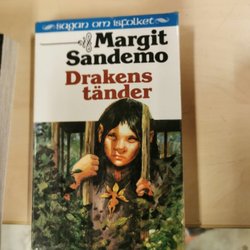 sagan om isfolket
Margit
Sandemo
Drakens
tänder